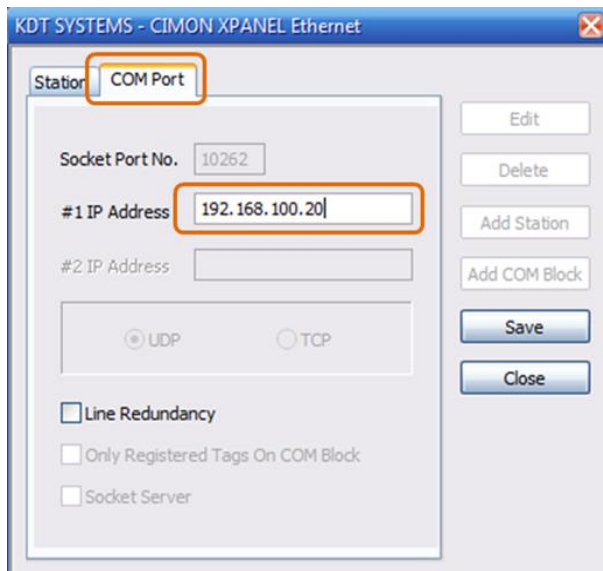 KDT SYSTEMS - CIMON XPANEL Ethernet
Station
COM Port
Socket Port No. 10262
#1 IP Address 192.168.100.20
#2 IP Address
UDP TCP
Line Redundancy
Only Registered Tags On COM Block
Socket Server
Edit
Delete
Add Station
Add COM Block
Save
Close